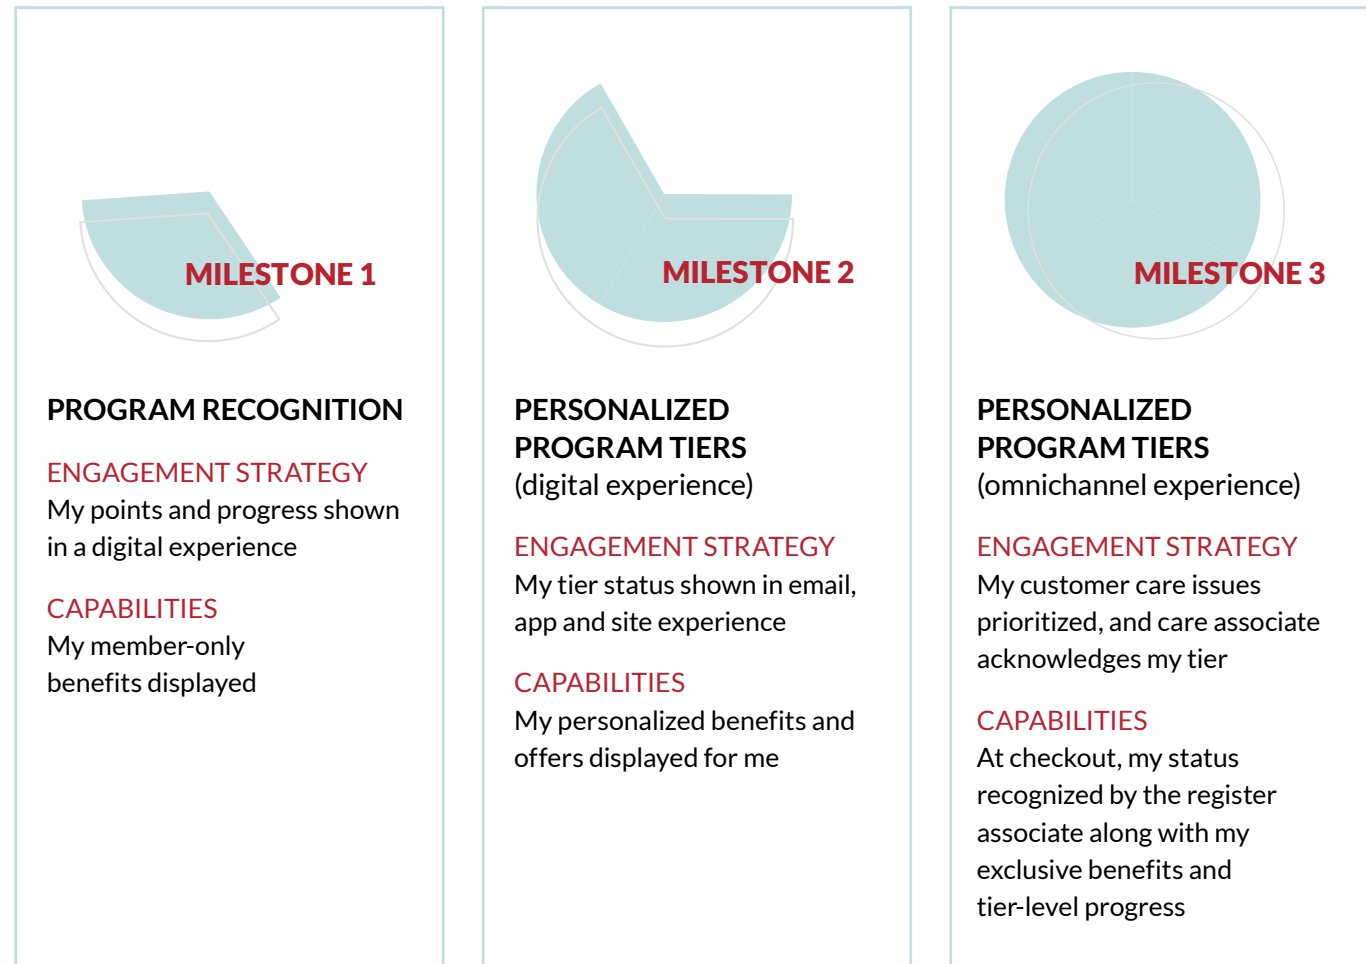 MILESTONE 1
PROGRAM RECOGNITION
ENGAGEMENT STRATEGY
My points and progress shown
in a digital experience
CAPABILITIES
My member-only
benefits displayed
MILESTONE 2
PERSONALIZED
PROGRAM TIERS
(digital experience)
ENGAGEMENT STRATEGY
My tier status shown in email,
app and site experience
CAPABILITIES
My personalized benefits and
offers displayed for me
MILESTONE 3
PERSONALIZED
PROGRAM TIERS
(omnichannel experience)
ENGAGEMENT STRATEGY
My customer care issues
prioritized, and care associate
acknowledges my tier
CAPABILITIES
At checkout, my status
recognized by the register
associate along with my
exclusive benefits and
tier-level progress